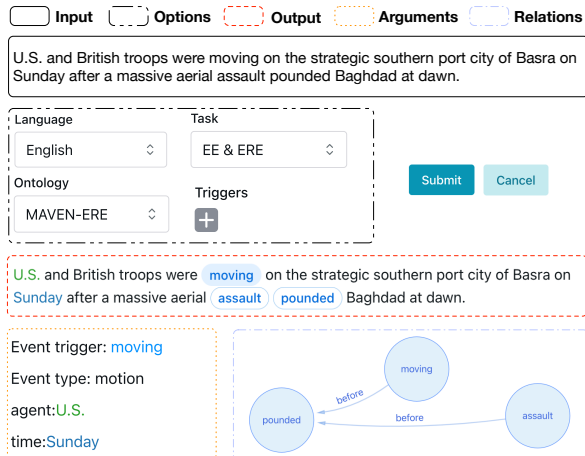 Input Options Output Arguments Relations
U.S. and British troops were moving on the strategic southern port city of Basra on
Sunday after a massive aerial assault pounded Baghdad at dawn.
Language Task
English EE & ERE
Ontology Triggers
MAVEN-ERE
Submit Cancel
U.S. and British troops were moving on the strategic southern port city of Basra on
Sunday after a massive aerial assault pounded Baghdad at dawn.
Event trigger: moving
Event type: motion
agent:U.S.
time:Sunday
moving
before
pounded
before
assault